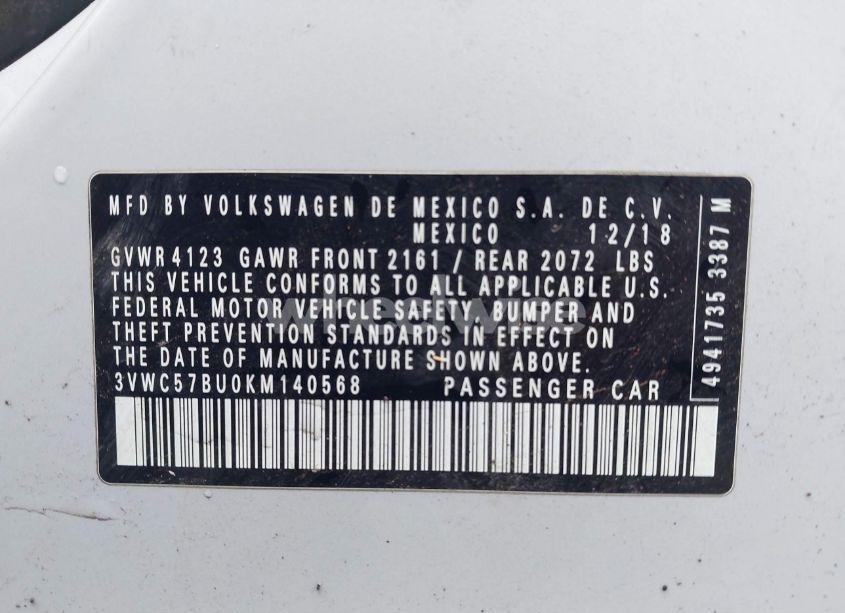 MFD BY VOLKSWAGEN DE MEXICO S.A. DE C.V.
MEXICO 12/18
GVWR 4123 GAWR FRONT 2161 / REAR 2072 LBS
THIS VEHICLE CONFORMS TO ALL APPLICABLE U.S.
FEDERAL MOTOR VEHICLE SAFETY, BUMPER AND
THEFT PREVENTION STANDARDS IN EFFECT ON
THE DATE OF MANUFACTURE SHOWN ABOVE.
3VWC57BU0KM140568 PASSENGER CAR
4941735 3387 M